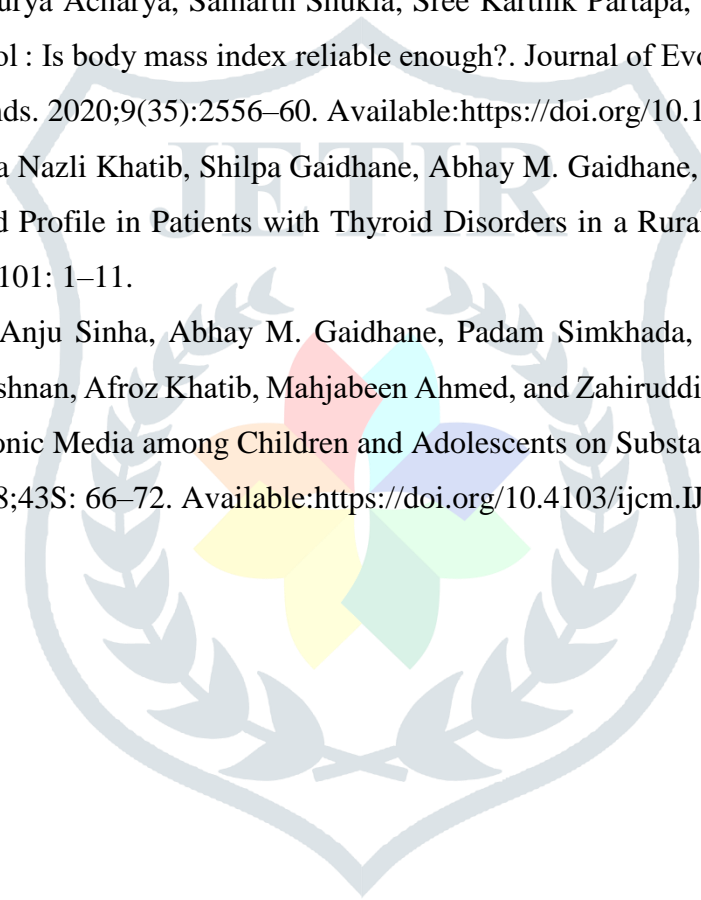 urya Acharya, Samarth Shukla, Sree Karthik Partapa,
ol : Is body mass index reliable enough?. Journal of Evo
nds. 2020;9(35):2556–60. Available:https://doi.org/10.1
a Nazli Khatib, Shilpa Gaidhane, Abhay M. Gaidhane,
d Profile in Patients with Thyroid Disorders in a Rura
101: 1–11.
Anju Sinha, Abhay M. Gaidhane, Padam Simkhada,
shnan, Afroz Khatib, Mahjabeen Ahmed, and Zahiruddi
onic Media among Children and Adolescents on Substa
8;43S: 66–72. Available:https://doi.org/10.4103/ijcm.IJ
JETIR